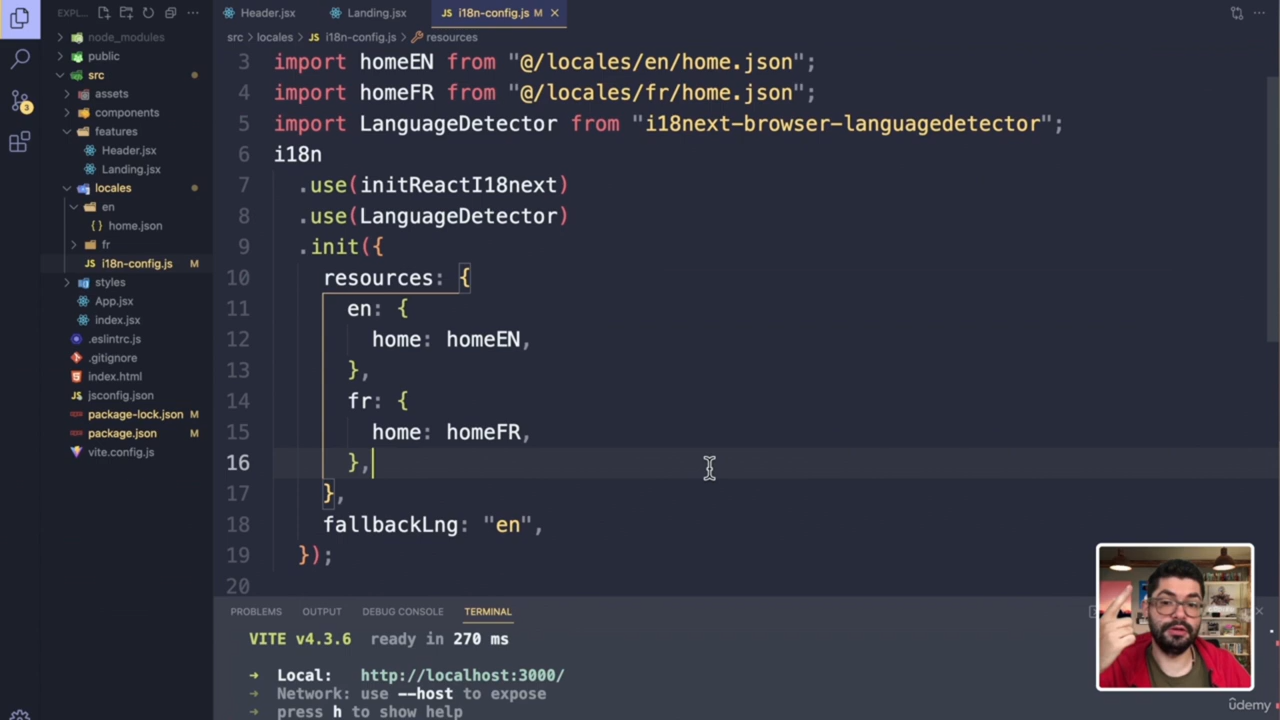 EXPL...
Header.jsx
Landing.jsx
i18n-config.js M
node_modules
public
src
assets
components
features
Header.jsx
Landing.jsx
locales
en
{} home.json
fr
JS i18n-config.js M
styles
App.jsx
index.jsx
.eslintrc.js
.gitignore
index.html
JS jsconfig.json
package-lock.json M
package.json M
vite.config.js
3
src > locales > JS i18n-config.js > resources
3 import homeEN from "@/locales/en/home.json";
4 import homeFR from "@/locales/fr/home.json";
5 import LanguageDetector from "i18next-browser-languagedetector";
6 i18n
7 .use(initReactI18next)
8 .use(LanguageDetector)
9 .init({
10 resources: {
11 en: {
12 home: homeEN,
13 },
14 fr: {
15 home: homeFR,
16 },
17 },
18 fallbackLng: "en",
19 });
20
PROBLEMS OUTPUT DEBUG CONSOLE TERMINAL
VITE v4.3.6 ready in 270 ms
➜ Local: http://localhost:3000/
➜ Network: use --host to expose
➜ press h to show help
ûdemy